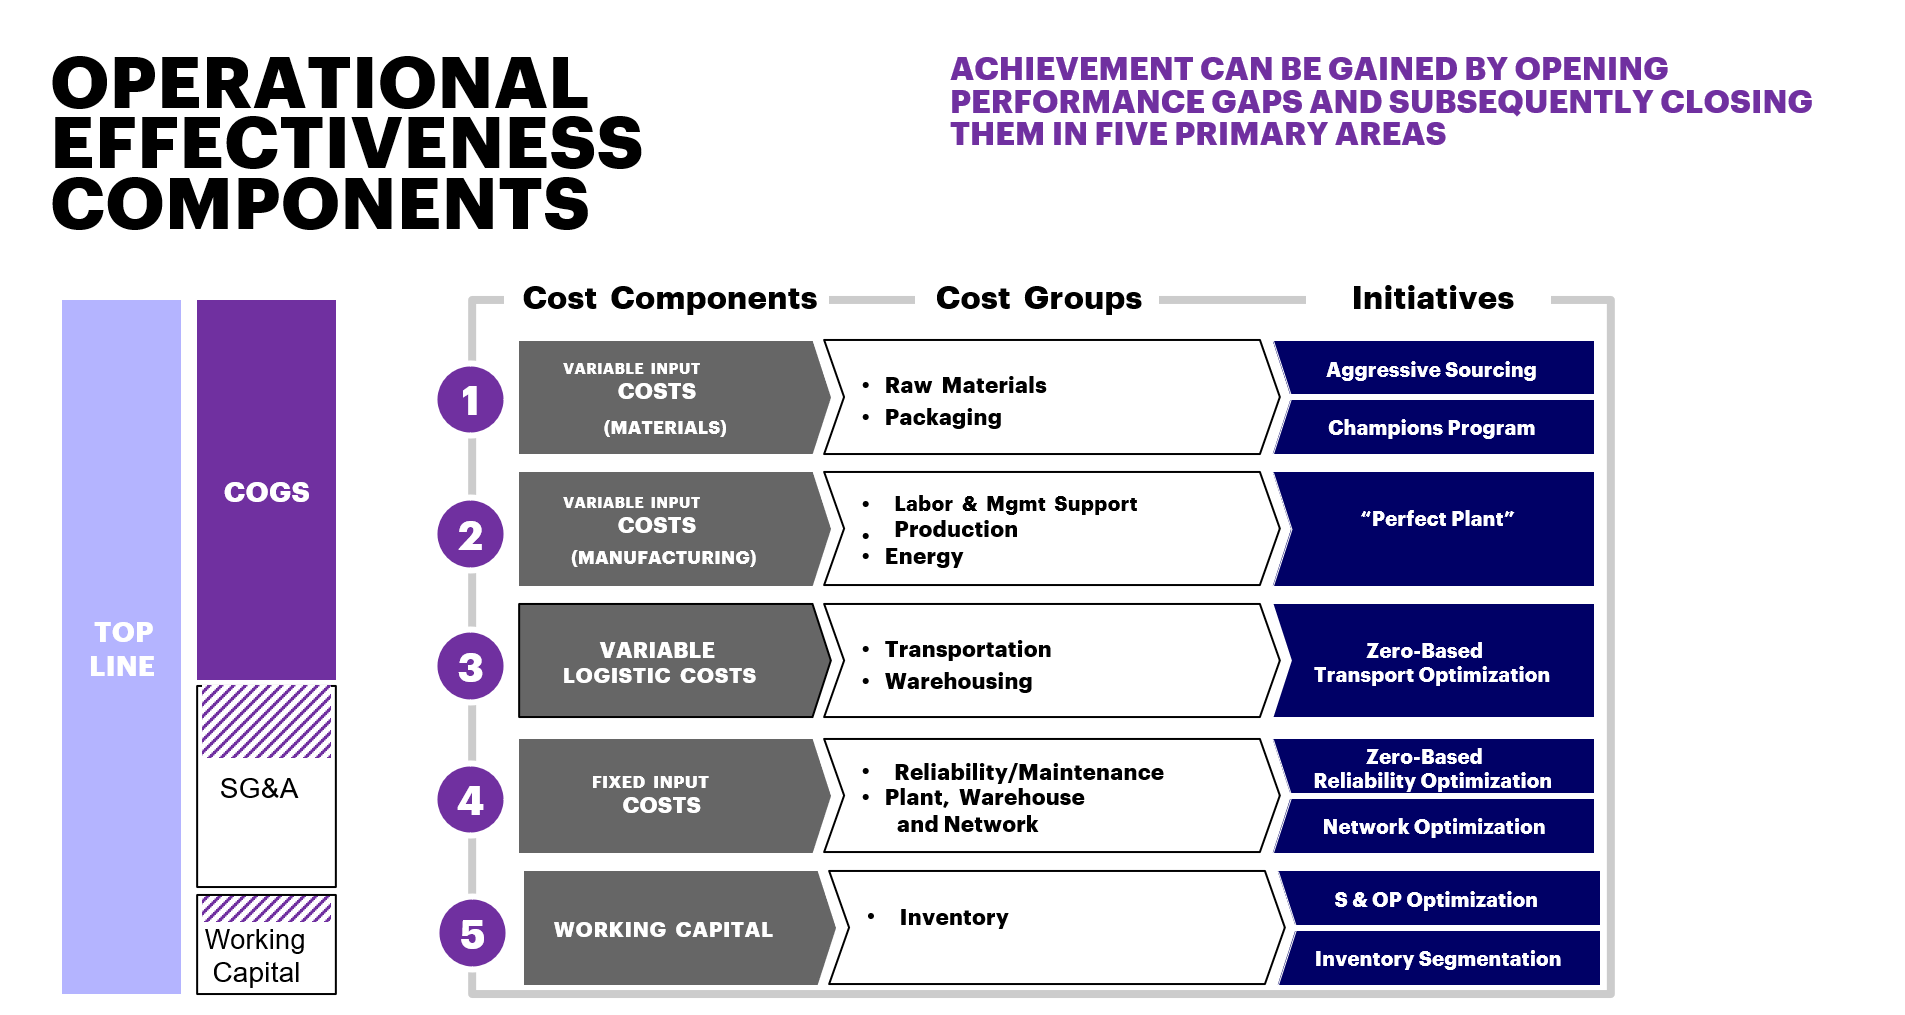 OPERATIONAL
EFFECTIVENESS
COMPONENTS
ACHIEVEMENT CAN BE GAINED BY OPENING
PERFORMANCE GAPS AND SUBSEQUENTLY CLOSING
THEM IN FIVE PRIMARY AREAS
TOP
LINE
COGS
SG&A
Working
Capital
Cost Components
Cost Groups
Initiatives
1
VARIABLE INPUT
COSTS
(MATERIALS)
• Raw Materials
• Packaging
Aggressive Sourcing
Champions Program
2
VARIABLE INPUT
COSTS
(MANUFACTURING)
• Labor & Mgmt Support
• Production
• Energy
“Perfect Plant”
3
VARIABLE
LOGISTIC COSTS
• Transportation
• Warehousing
Zero-Based
Transport Optimization
4
FIXED INPUT
COSTS
• Reliability/Maintenance
• Plant, Warehouse
and Network
Zero-Based
Reliability Optimization
Network Optimization
5
WORKING CAPITAL
• Inventory
S & OP Optimization
Inventory Segmentation